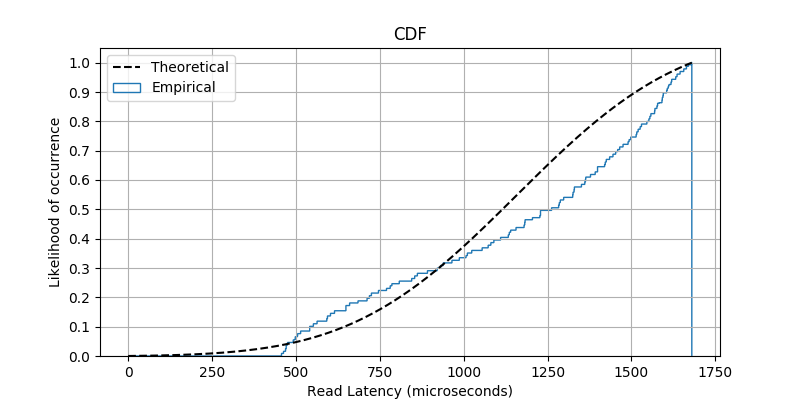 CDF
Theoretical
Empirical
Likelihood of occurrence
1.0
0.9
0.8
0.7
0.6
0.5
0.4
0.3
0.2
0.1
0.0
0 250 500 750 1000 1250 1500 1750
Read Latency (microseconds)